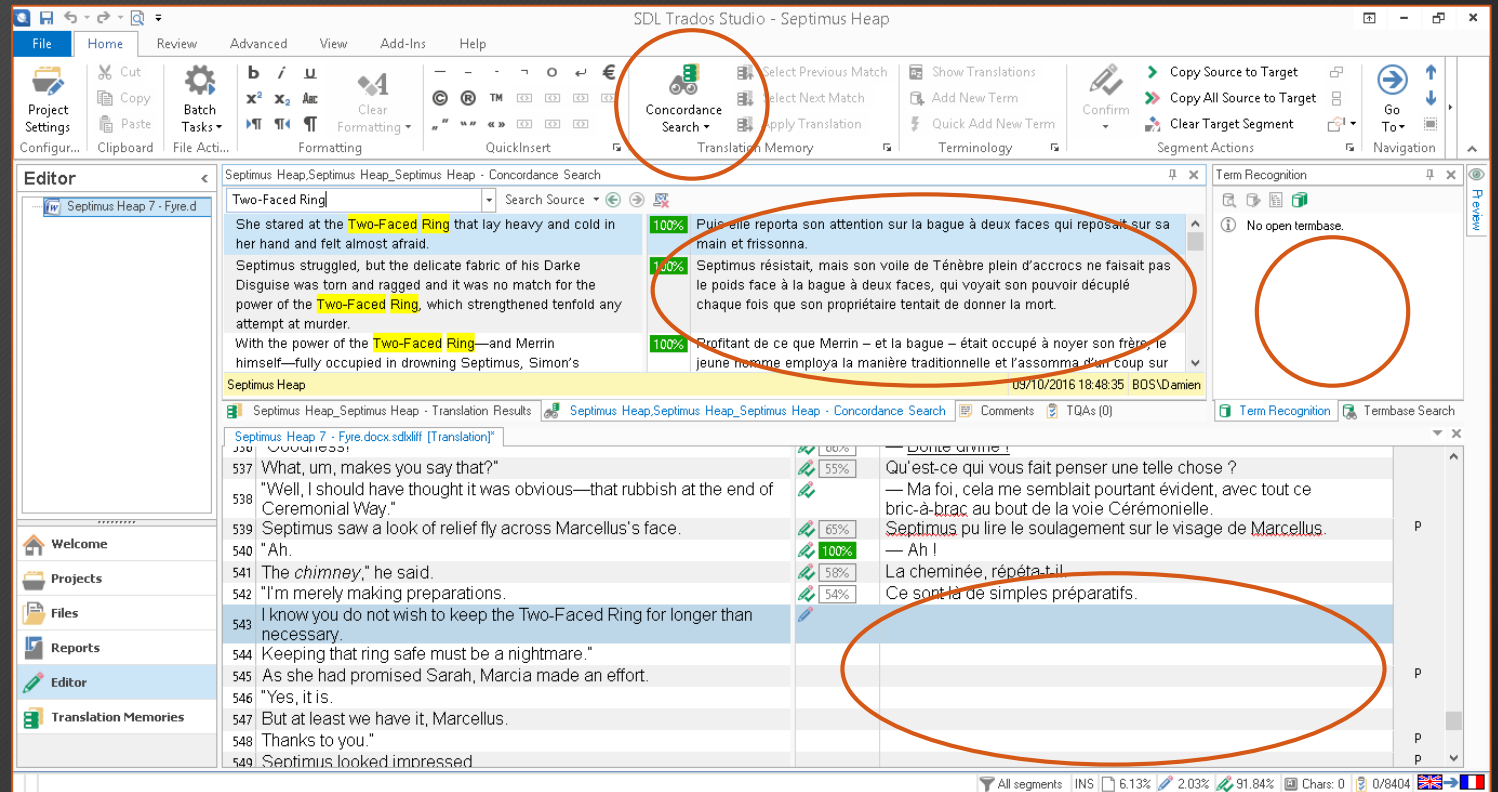 SDL Trados Studio - Septimus Heap
File Home Review Advanced View Add-Ins Help
Project Settings
Configur...
Cut
Copy
Paste
Clipboard
Batch Tasks
File Acti...
b i u
x² x₂ ABC
Clear Formatting
Formatting
— – - ¬ o ↵ €
© ® TM
„ ” “ ” « »
QuickInsert
Concordance Search
Select Previous Match
Select Next Match
Apply Translation
Translation Memory
Show Translations
Add New Term
Quick Add New Term
Terminology
Confirm
Copy Source to Target
Copy All Source to Target
Clear Target Segment
Segment Actions
Go To
Navigation
Editor
Septimus Heap 7 - Fyre.d
Septimus Heap,Septimus Heap_Septimus Heap - Concordance Search
Two-Faced Ring Search Source
She stared at the Two-Faced Ring that lay heavy and cold in
her hand and felt almost afraid.
100% Puis elle reporta son attention sur la bague à deux faces qui reposait sur sa
main et frissonna.
Septimus struggled, but the delicate fabric of his Darke
Disguise was torn and ragged and it was no match for the
power of the Two-Faced Ring, which strengthened tenfold any
attempt at murder.
100% Septimus résistait, mais son voile de Ténèbre plein d'accrocs ne faisait pas
le poids face à la bague à deux faces, qui voyait son pouvoir décuplé
chaque fois que son propriétaire tentait de donner la mort.
With the power of the Two-Faced Ring—and Merrin
himself—fully occupied in drowning Septimus, Simon's
100% Profitant de ce que Merrin – et la bague – était occupé à noyer son frère, le
jeune homme employa la manière traditionnelle et l'assomma d'un coup sur
Septimus Heap 09/10/2016 18:48:35 BOS\Damien
Term Recognition
No open termbase.
Preview
Septimus Heap_Septimus Heap - Translation Results Septimus Heap,Septimus Heap_Septimus Heap - Concordance Search Comments TQAs (0)
Term Recognition Termbase Search
Septimus Heap 7 - Fyre.docx.sdlxliff [Translation]*
536 "Goodness! 66% — Bonté divine !
537 What, um, makes you say that?" 55% Qu'est-ce qui vous fait penser une telle chose ?
538 "Well, I should have thought it was obvious—that rubbish at the end of
Ceremonial Way."
— Ma foi, cela me semblait pourtant évident, avec tout ce
bric-à-brac au bout de la voie Cérémonielle.
539 Septimus saw a look of relief fly across Marcellus's face. 65% Septimus pu lire le soulagement sur le visage de Marcellus. P
540 "Ah. 100% — Ah !
541 The chimney," he said. 58% La cheminée, répéta-t-il.
542 "I'm merely making preparations. 54% Ce sont là de simples préparatifs.
543 I know you do not wish to keep the Two-Faced Ring for longer than
necessary.
544 Keeping that ring safe must be a nightmare."
545 As she had promised Sarah, Marcia made an effort. P
546 "Yes, it is.
547 But at least we have it, Marcellus.
548 Thanks to you." P
549 Septimus looked impressed P
Welcome
Projects
Files
Reports
Editor
Translation Memories
All segments INS 6.13% 2.03% 91.84% Chars: 0 0/8404